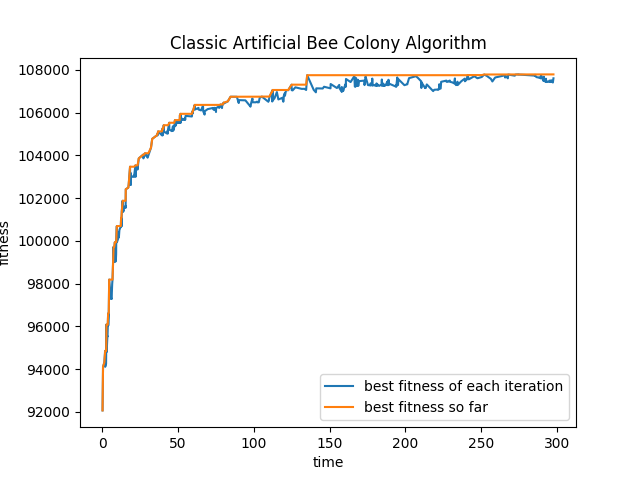 Classic Artificial Bee Colony Algorithm
108000
106000
104000
102000
100000
98000
96000
94000
92000
fitness
0 50 100 150 200 250 300
time
best fitness of each iteration
best fitness so far